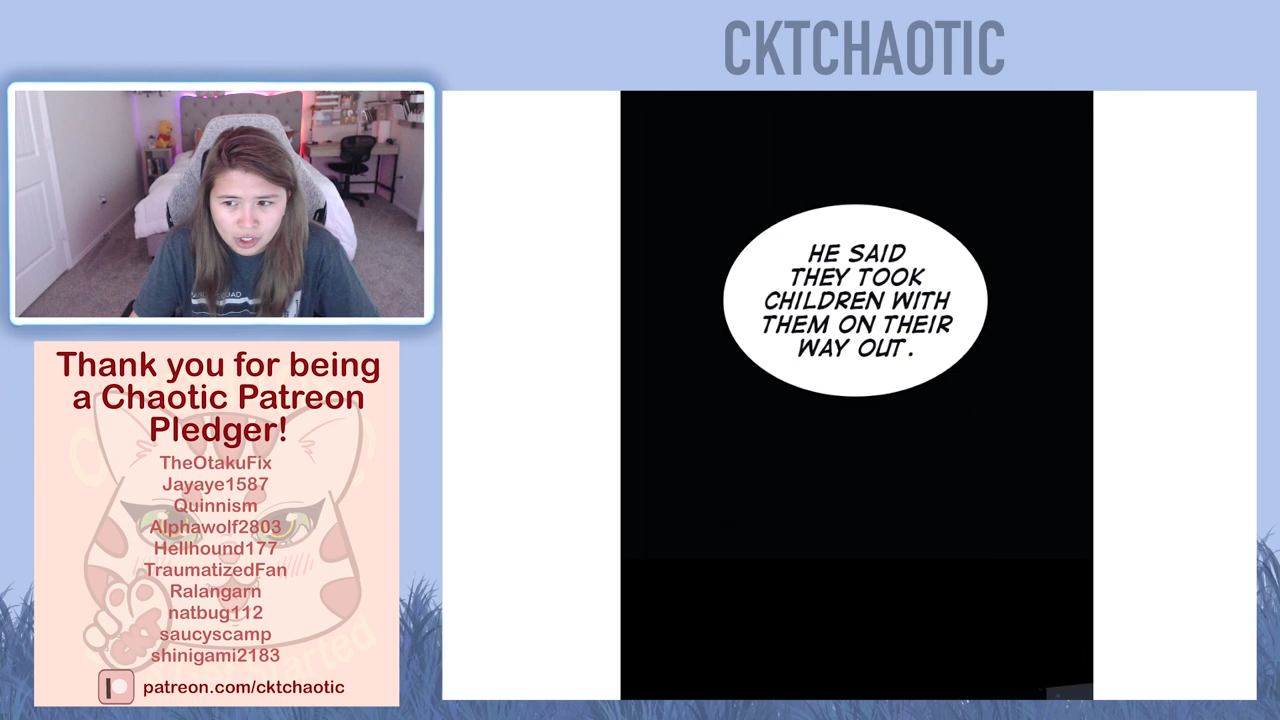 CKTCHAOTIC
HE SAID
THEY TOOK
CHILDREN WITH
THEM ON THEIR
WAY OUT.
Thank you for being
a Chaotic Patreon
Pledger!
TheOtakuFix
Jayaye1587
Quinnism
Alphawolf2803
Hellhound177
TraumatizedFan
Ralangarn
natbug112
saucyscamp
shinigami2183
patreon.com/cktchaotic